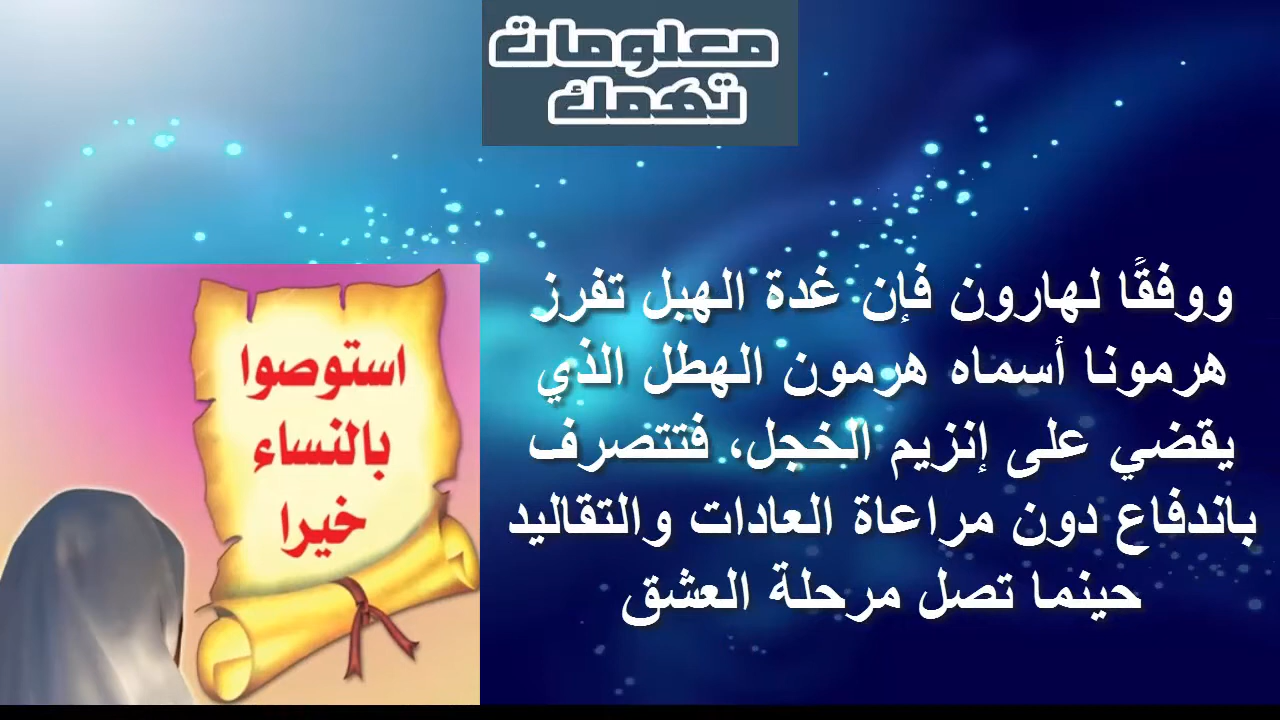 معلومات
تهمك
استوصوا
بالنساء
خيرا
ووفقًا لهارون فإن غدة الهبل تفرز
هرمونا أسماه هرمون الهطل الذي
يقضي على إنزيم الخجل، فتتصرف
باندفاع دون مراعاة العادات والتقاليد
حينما تصل مرحلة العشق